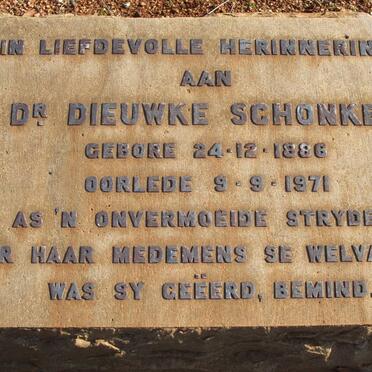 IN LIEFDEVOLLE HERINNERIN
AAN
DR. DIEUWKE SCHONKE
GEBORE 24-12-1886
OORLEDE 9-9-1971
AS 'N ONVERMOEIDE STRYDE
R HAAR MEDEMENS SE WELVA
WAS SY GEËERD, BEMIND.